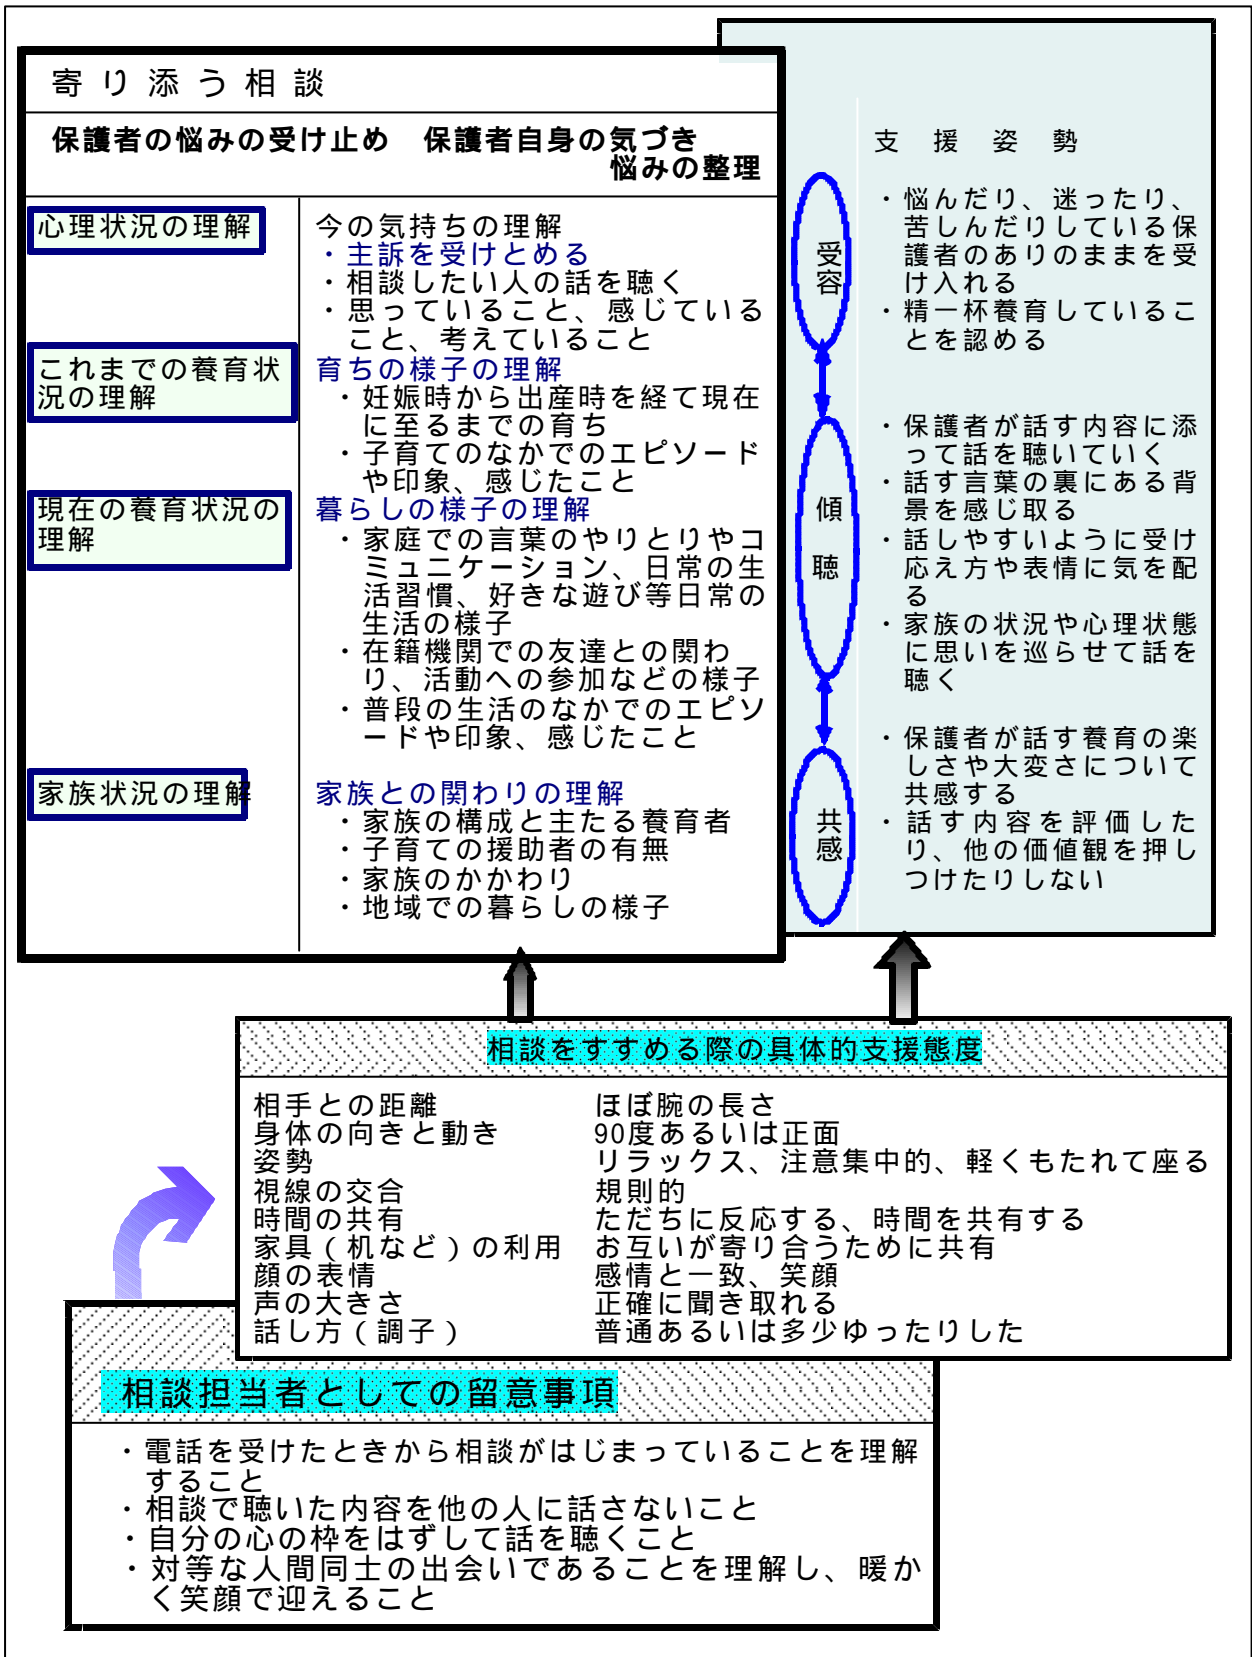 寄り添う相談
保護者の悩みの受け止め　保護者自身の気づき
悩みの整理
心理状況の理解
今の気持ちの理解
・主訴を受けとめる
・相談したい人の話を聴く
・思っていること、感じている
こと、考えていること
これまでの養育状
況の理解
育ちの様子の理解
・妊娠時から出産時を経て現在
に至るまでの育ち
・子育てのなかでのエピソード
や印象、感じたこと
現在の養育状況の
理解
暮らしの様子の理解
・家庭での言葉のやりとりやコ
ミュニケーション、日常の生
活習慣、好きな遊び等日常の
生活の様子
・在籍機関での友達との関わ
り、活動への参加などの様子
・普段の生活のなかでのエピソ
ードや印象、感じたこと
家族状況の理解
家族との関わりの理解
・家族の構成と主たる養育者
・子育ての援助者の有無
・家族のかかわり
・地域での暮らしの様子
受容
傾聴
共感
支援姿勢
・悩んだり、迷ったり、
苦しんだりしている保
護者のありのままを受
け入れる
・精一杯養育しているこ
とを認める
・保護者が話す内容に添
って話を聴いていく
・話す言葉の裏にある背
景を感じ取る
・話しやすいように受け
応え方や表情に気を配
る
・家族の状況や心理状態
に思いを巡らせて話を
聴く
・保護者が話す養育の楽
しさや大変さについて
共感する
・話す内容を評価した
り、他の価値観を押し
つけたりしない
相談をすすめる際の具体的支援態度
相手との距離　ほぼ腕の長さ
身体の向きと動き　90度あるいは正面
姿勢　リラックス、注意集中的、軽くもたれて座る
視線の交合　規則的
時間の共有　ただちに反応する、時間を共有する
家具（机など）の利用　お互いが寄り合うために共有
顔の表情　感情と一致、笑顔
声の大きさ　正確に聞き取れる
話し方（調子）　普通あるいは多少ゆったりした
相談担当者としての留意事項
・電話を受けたときから相談がはじまっていることを理解
すること
・相談で聴いた内容を他の人に話さないこと
・自分の心の枠をはずして話を聴くこと
・対等な人間同士の出会いであることを理解し、暖か
く笑顔で迎えること